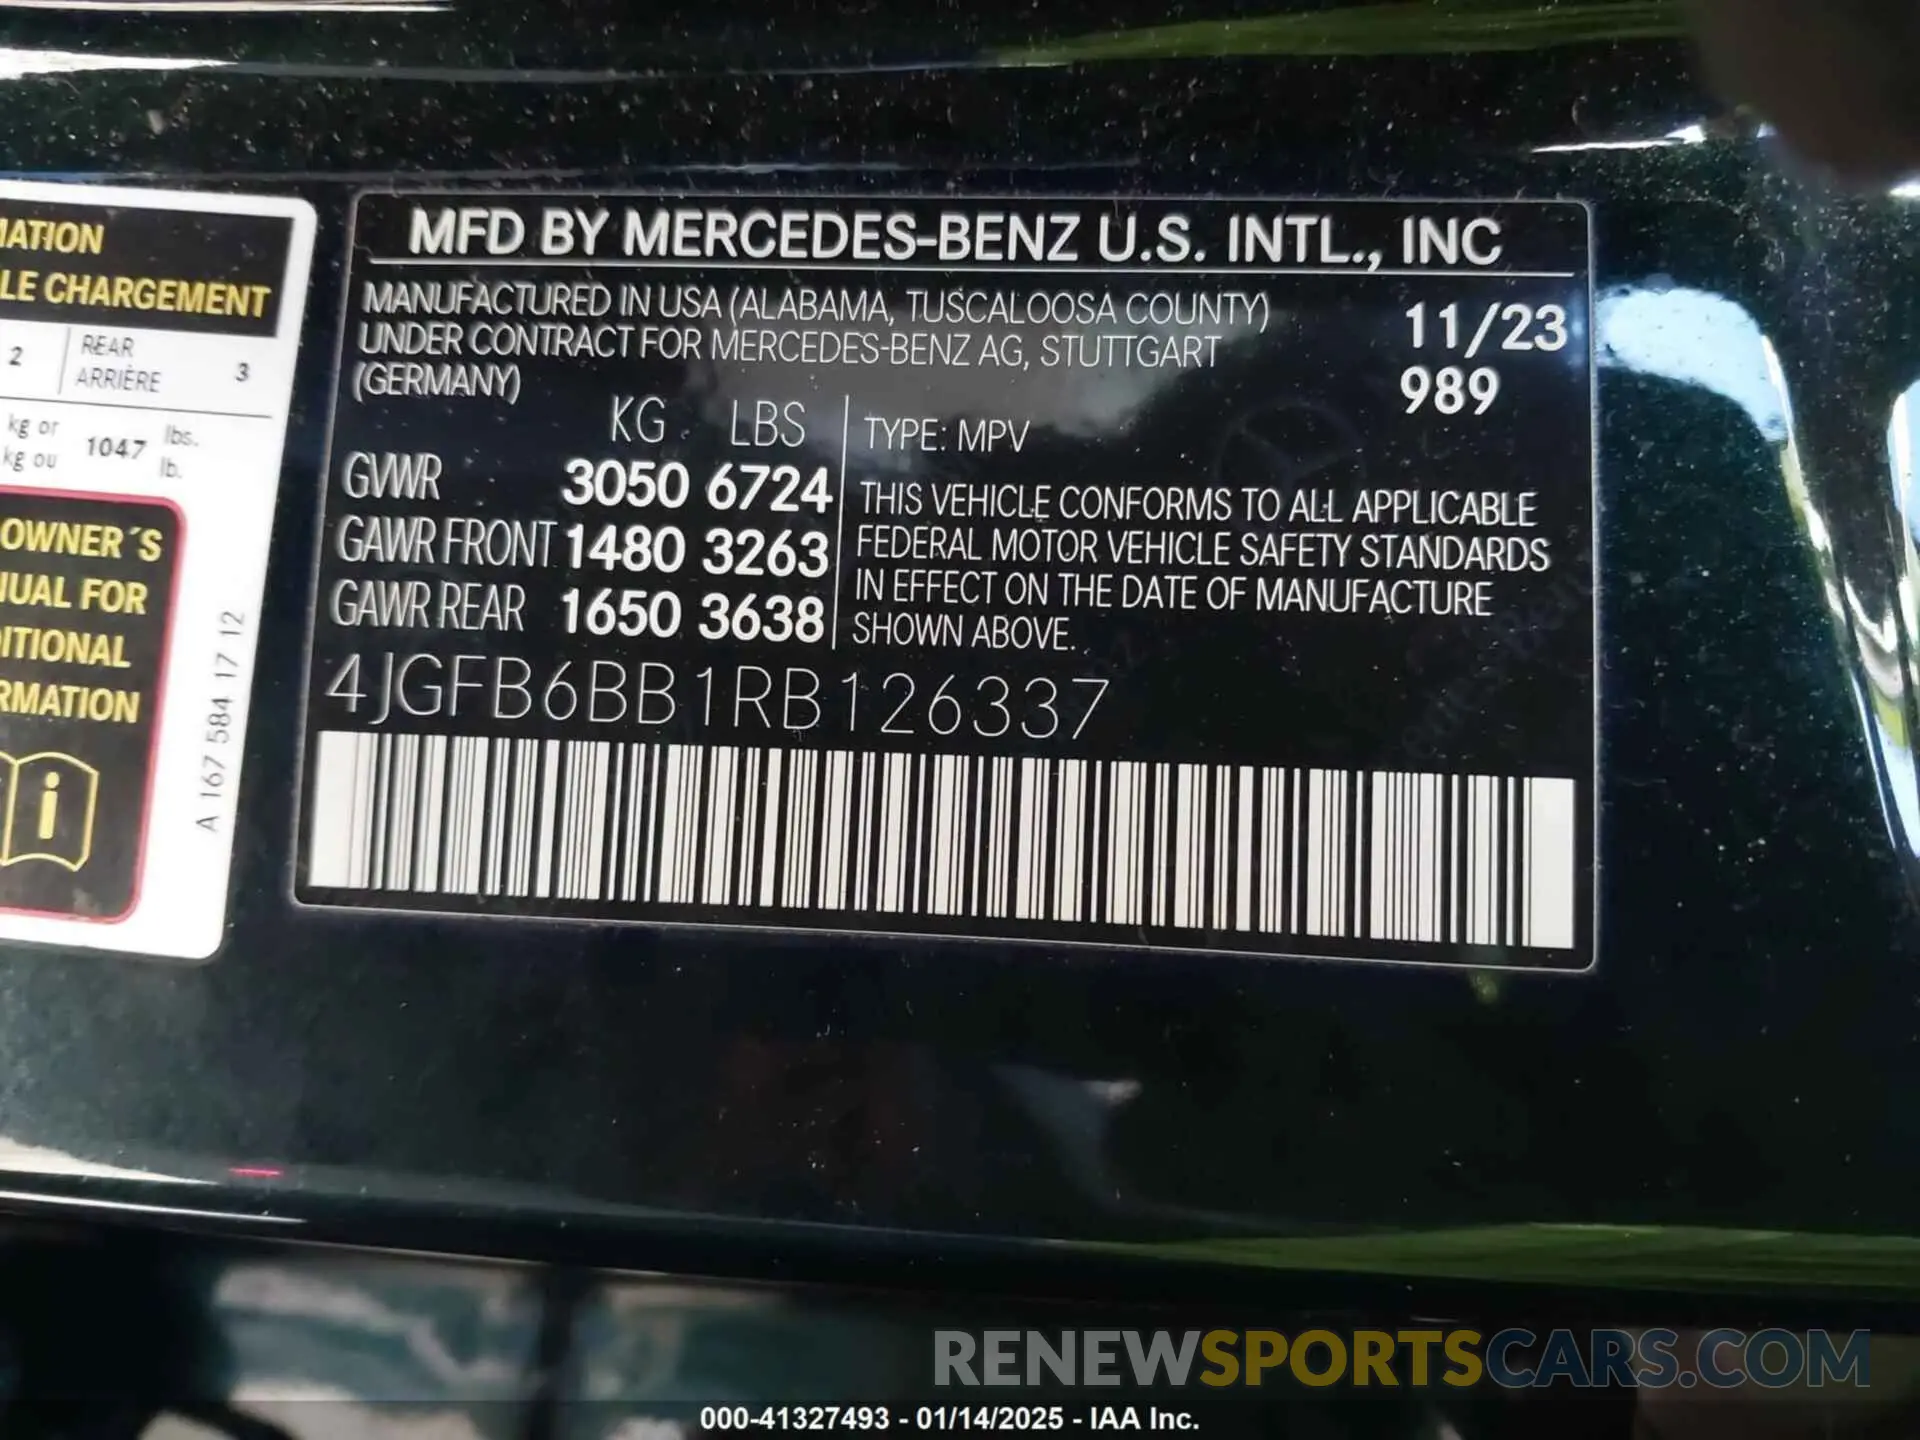 MATION
LE CHARGEMENT
2 REAR ARRIÈRE 3
kg or
kg ou
1047
lbs.
lb.
OWNER´S
FOR
ITIONAL
RMATION
A 167 584 17 12
MFD BY MERCEDES-BENZ U.S. INTL., INC
MANUFACTURED IN USA (ALABAMA, TUSCALOOSA COUNTY)
UNDER CONTRACT FOR MERCEDES-BENZ AG, STUTTGART
(GERMANY)
11/23
989
KG LBS
GVWR 3050 6724
GAWR FRONT 1480 3263
GAWR REAR 1650 3638
TYPE: MPV
THIS VEHICLE CONFORMS TO ALL APPLICABLE
FEDERAL MOTOR VEHICLE SAFETY STANDARDS
IN EFFECT ON THE DATE OF MANUFACTURE
SHOWN ABOVE.
4JGFB6BB1RB126337
RENEWSPORTSCARS.COM
000-41327493 - 01/14/2025 - IAA Inc.